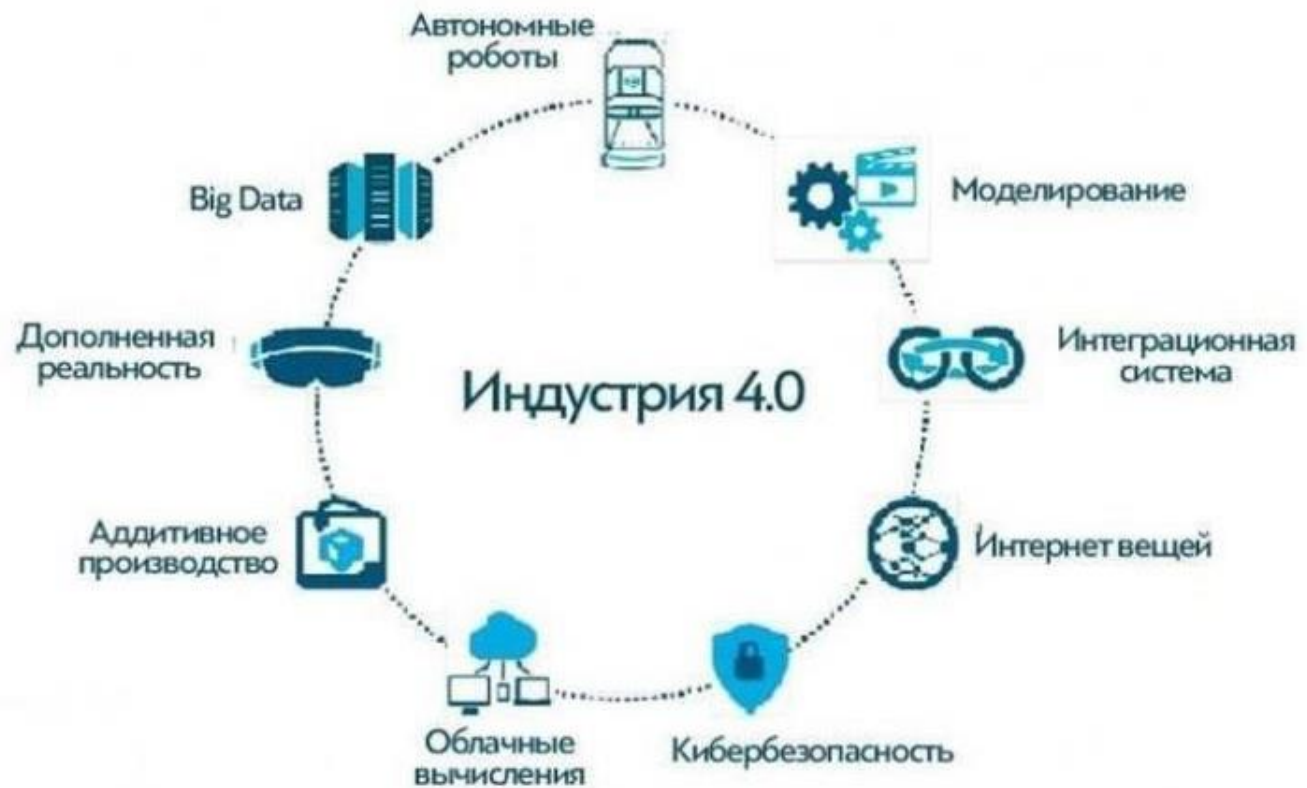 Автономные
роботы
Big Data
Моделирование
Дополненная
реальность
Интеграционная
система
Индустрия 4.0
Аддитивное
производство
Интернет вещей
Облачные
вычисления
Кибербезопасность